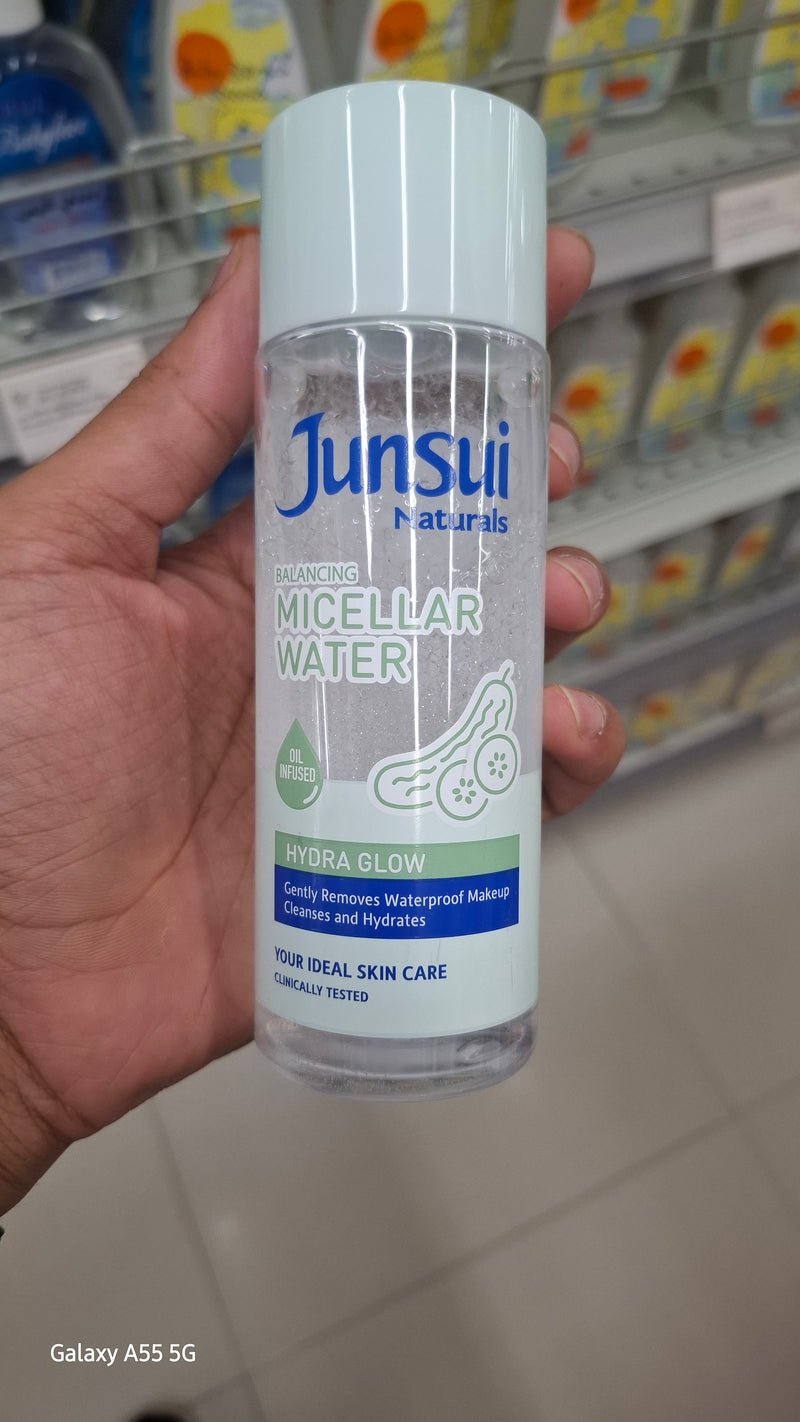 Junsui
Naturals
BALANCING
MICELLAR
WATER
OIL
INFUSED
HYDRA GLOW
Gently Removes Waterproof Makeup
Cleanses and Hydrates
YOUR IDEAL SKIN CARE
CLINICALLY TESTED
Galaxy A55 5G